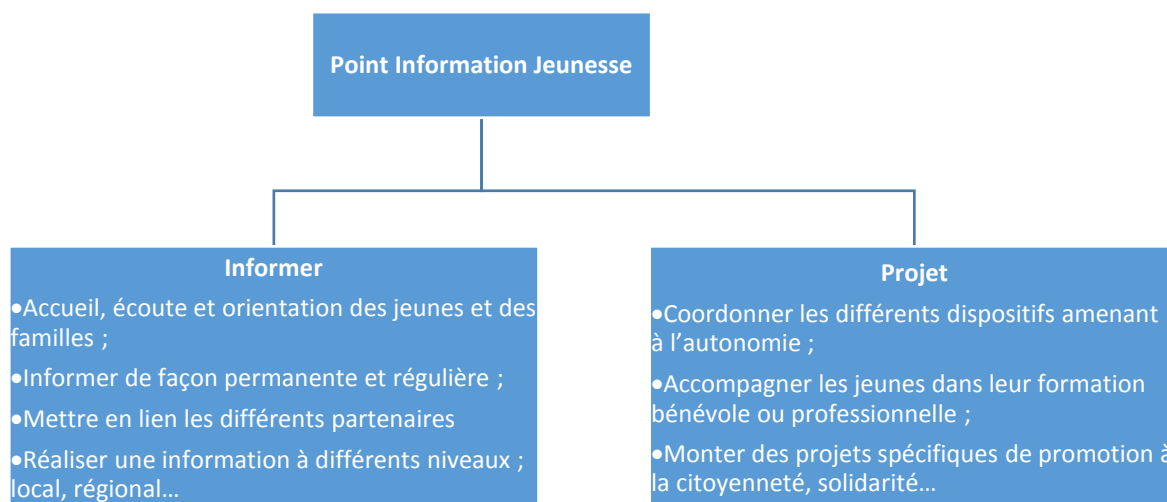 Point Information Jeunesse
Informer
•Accueil, écoute et orientation des jeunes et des
familles ;
•Informer de façon permanente et régulière ;
•Mettre en lien les différents partenaires
•Réaliser une information à différents niveaux ;
local, régional…
Projet
•Coordonner les différents dispositifs amenant
à l’autonomie ;
•Accompagner les jeunes dans leur formation
bénévole ou professionnelle ;
•Monter des projets spécifiques de promotion à
la citoyenneté, solidarité…